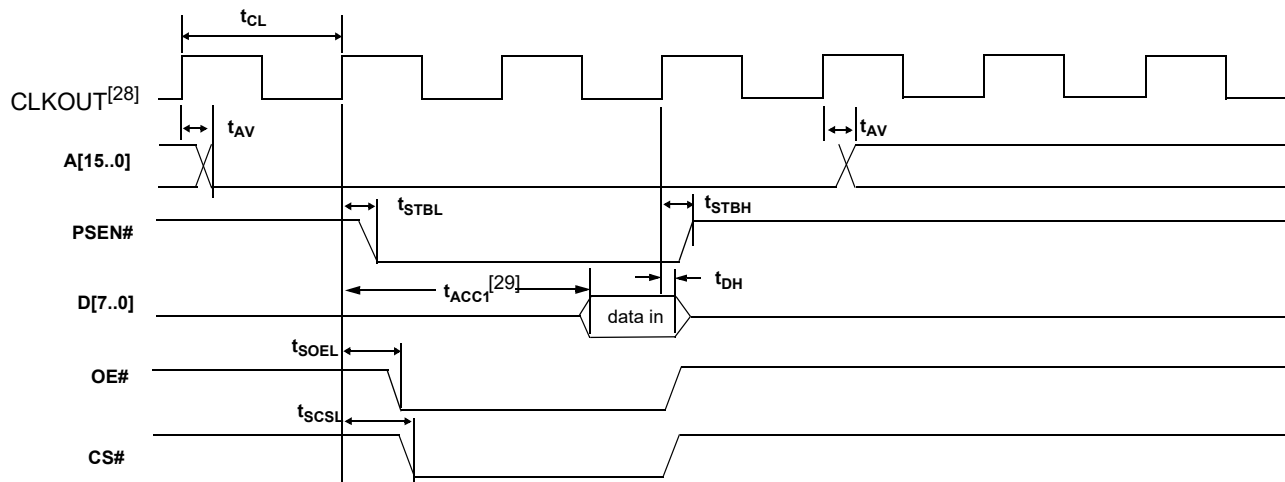 tCL
CLKOUT[28]
tAV
tAV
A[15..0]
tSTBL
tSTBH
PSEN#
tACC1[29]
tDH
D[7..0]
data in
tSOEL
OE#
tSCSL
CS#